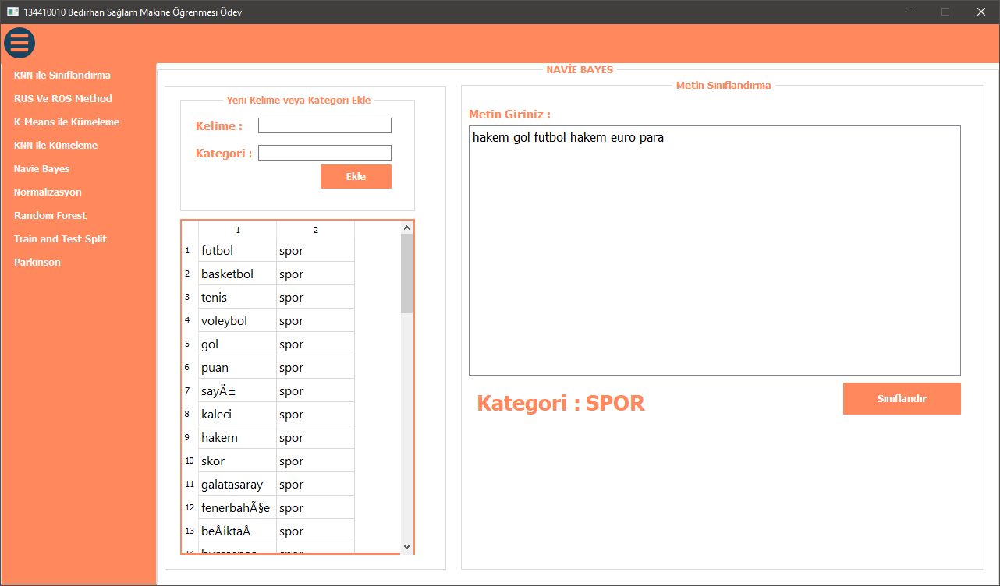 134410010 Bedirhan Sağlam Makine Öğrenmesi Ödev
KNN ile Sınıflandırma
RUS Ve ROS Method
K-Means ile Kümeleme
KNN ile Kümeleme
Navie Bayes
Normalizasyon
Random Forest
Train and Test Split
Parkinson
NAVİE BAYES
Yeni Kelime veya Kategori Ekle
Kelime :
Kategori :
Ekle
1 2
1 futbol spor
2 basketbol spor
3 tenis spor
4 voleybol spor
5 gol spor
6 puan spor
7 sayÄ± spor
8 kaleci spor
9 hakem spor
10 skor spor
11 galatasaray spor
12 fenerbahÃ§e spor
13 beÅiktaÅ spor
Metin Sınıflandırma
Metin Giriniz :
hakem gol futbol hakem euro para
Kategori : SPOR
Sınıflandır